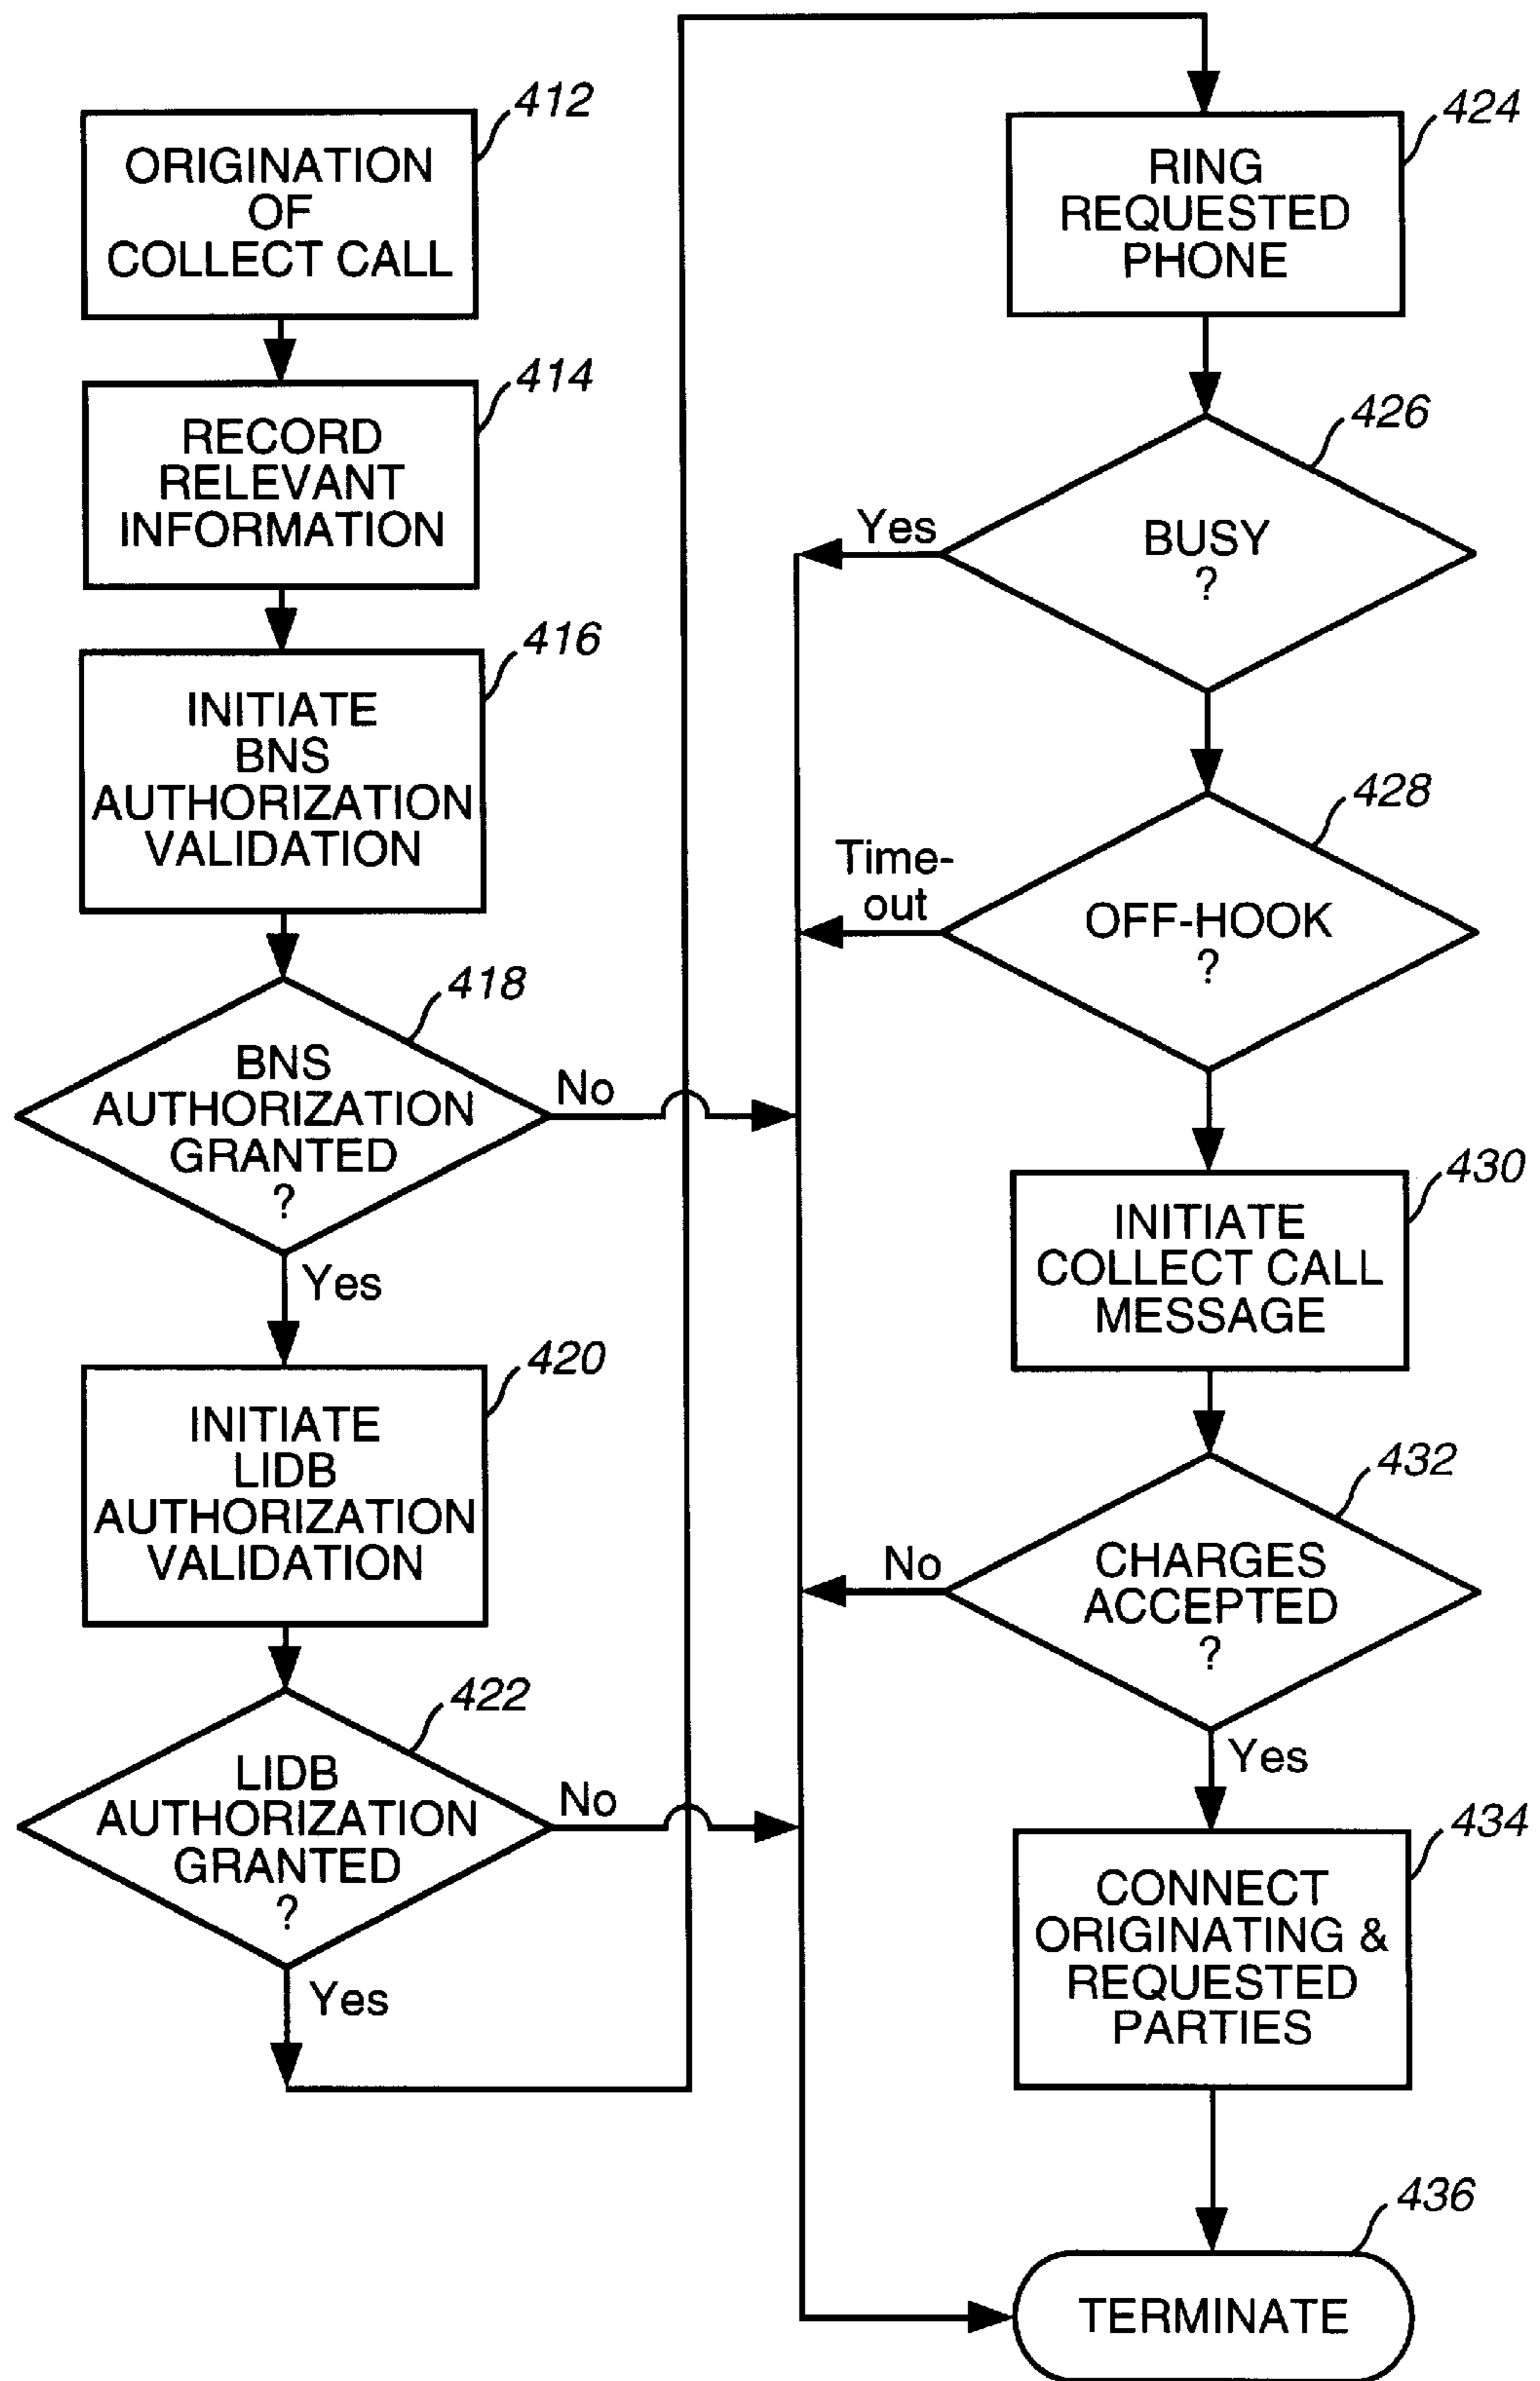 412
ORIGINATION
OF
COLLECT CALL
414
RECORD
RELEVANT
INFORMATION
416
INITIATE
BNS
AUTHORIZATION
VALIDATION
418
BNS
AUTHORIZATION
GRANTED
?
No
Yes
420
INITIATE
LIDB
AUTHORIZATION
VALIDATION
422
LIDB
AUTHORIZATION
GRANTED
?
No
Yes
424
RING
REQUESTED
PHONE
426
BUSY
?
Yes
428
OFF-HOOK
?
Time-
out
430
INITIATE
COLLECT CALL
MESSAGE
432
CHARGES
ACCEPTED
?
No
Yes
434
CONNECT
ORIGINATING &
REQUESTED
PARTIES
436
TERMINATE